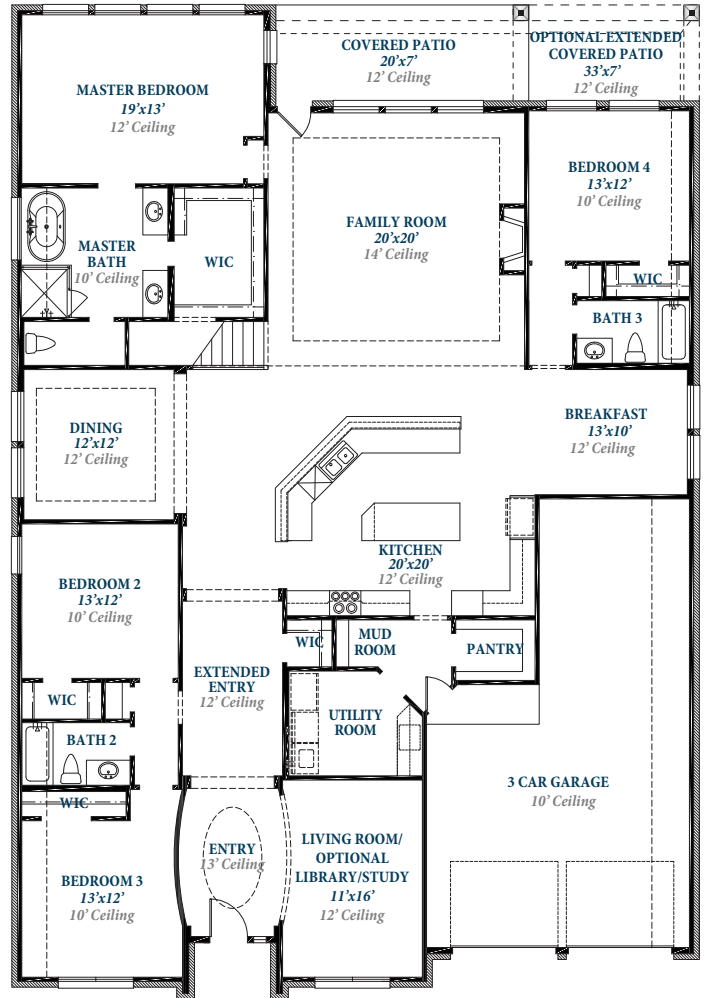 COVERED PATIO
20'x7'
12' Ceiling
OPTIONAL EXTENDED
COVERED PATIO
33'x7'
12' Ceiling
MASTER BEDROOM
19'x13'
12' Ceiling
FAMILY ROOM
20'x20'
14' Ceiling
BEDROOM 4
13'x12'
10' Ceiling
MASTER
BATH
10' Ceiling
WIC
WIC
BATH 3
DINING
12'x12'
12' Ceiling
BREAKFAST
13'x10'
12' Ceiling
KITCHEN
20'x20'
12' Ceiling
BEDROOM 2
13'x12'
10' Ceiling
WIC
MUD
ROOM
PANTRY
EXTENDED
ENTRY
12' Ceiling
WIC
UTILITY
ROOM
BATH 2
3 CAR GARAGE
10' Ceiling
WIC
ENTRY
13' Ceiling
LIVING ROOM/
OPTIONAL
LIBRARY/STUDY
11'x16'
12' Ceiling
BEDROOM 3
13'x12'
10' Ceiling